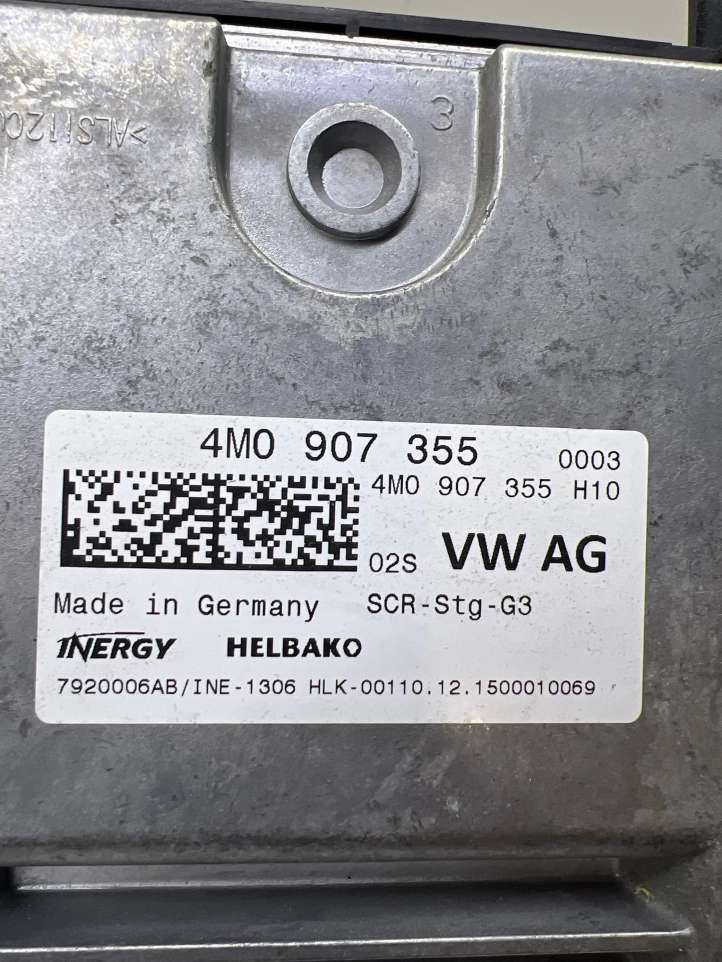 3
4M0 907 355 0003
4M0 907 355 H10
02S VW AG
Made in Germany SCR-Stg-G3
INERGY HELBAKO
7920006AB/INE-1306 HLK-00110.12.1500010069